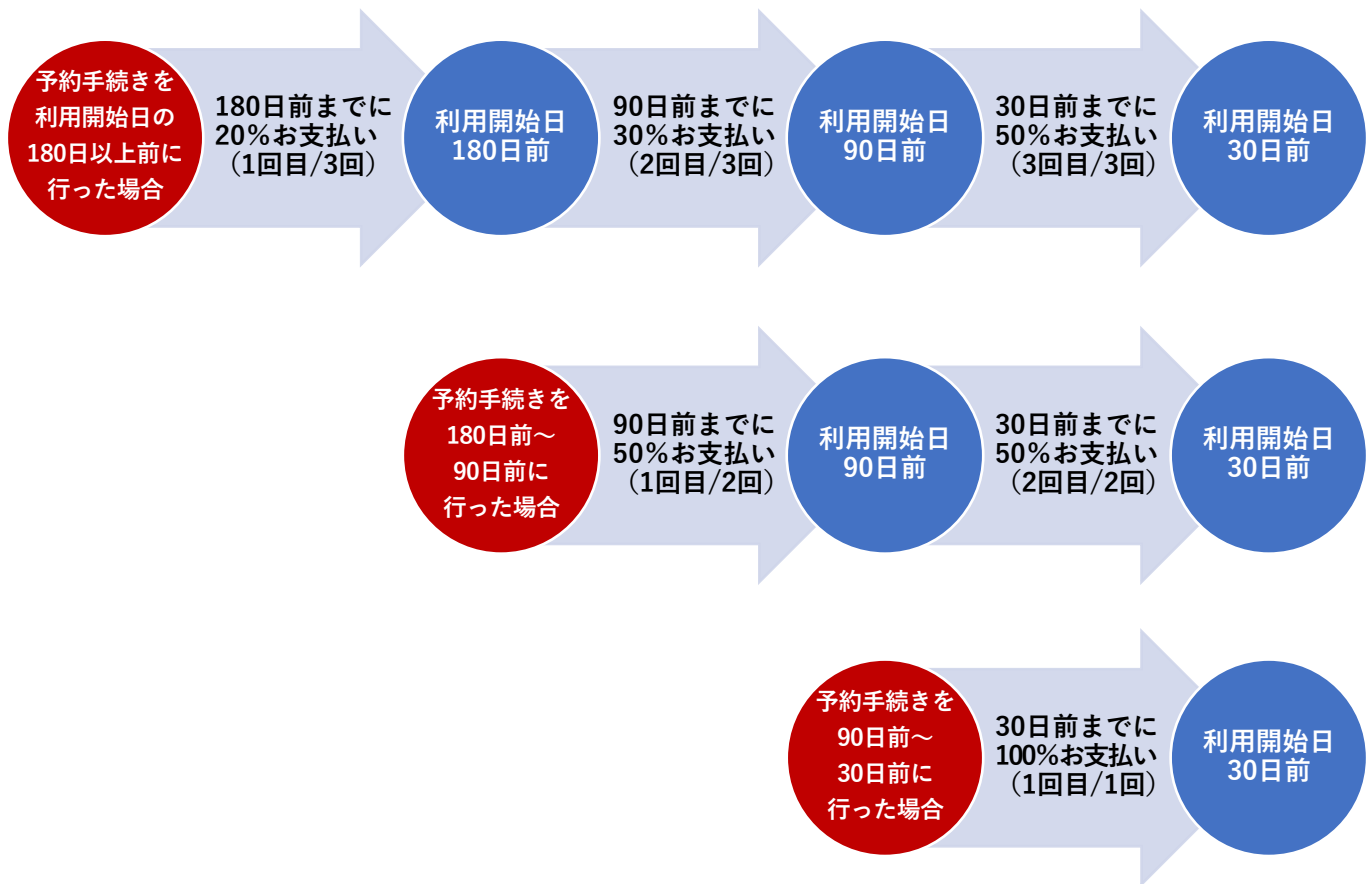 予約手続きを
利用開始日の
180日以上前に
行った場合
180日前までに
20%お支払い
（1回目/3回）
利用開始日
180日前
90日前までに
30%お支払い
（2回目/3回）
利用開始日
90日前
30日前までに
50%お支払い
（3回目/3回）
利用開始日
30日前
予約手続きを
180日前～
90日前に
行った場合
90日前までに
50%お支払い
（1回目/2回）
利用開始日
90日前
30日前までに
50%お支払い
（2回目/2回）
利用開始日
30日前
予約手続きを
90日前～
30日前に
行った場合
30日前までに
100%お支払い
（1回目/1回）
利用開始日
30日前